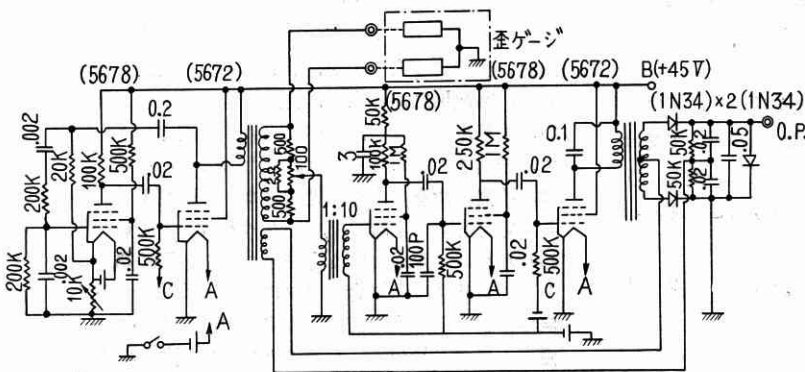 歪ゲージ
(5678)
(5672)
(5678)
(5678)
(5672)
B(+45V)
(1N34)×2(1N34)
O.P.
.002
20K
100K
500K
0.2
.02
200K
200K
.002
10K
.02
500K
C
A
A
500
100
500
1:10
50K
3
100K
1M
.02
.02
100P
A
500K
250K
1M
.02
A
.02
500K
C
0.1
A
50K
50K
.02
.02
.05